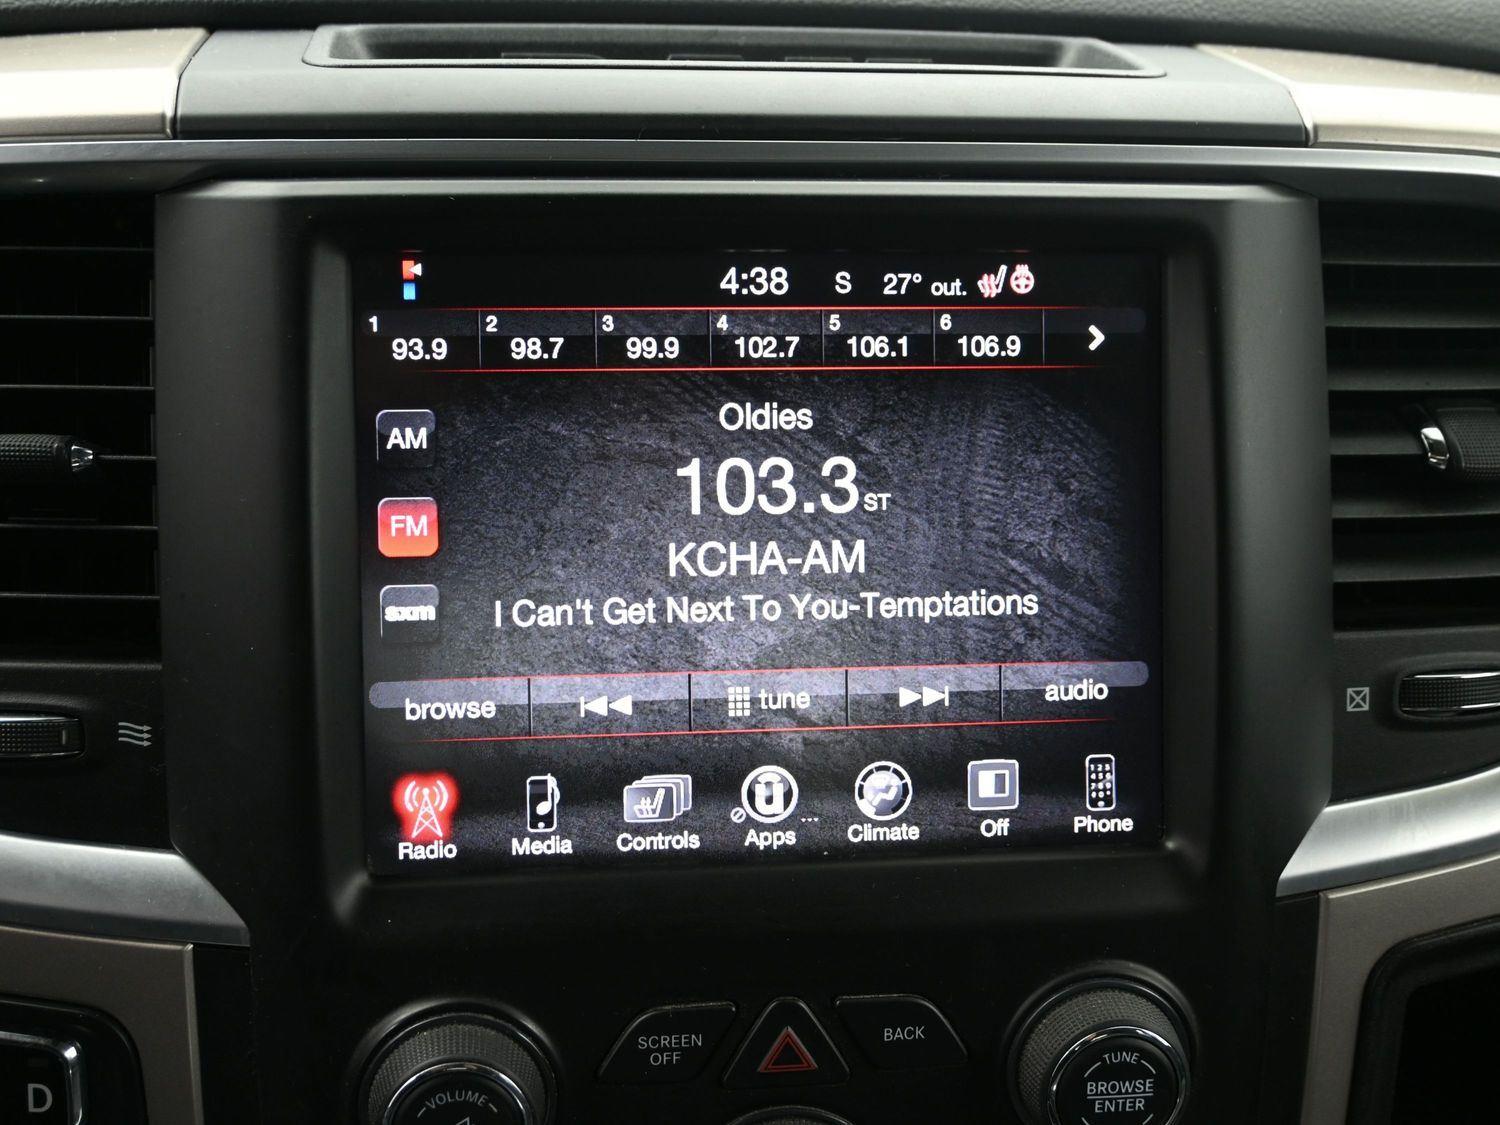 4:38 S 27° out.
1 93.9 2 98.7 3 99.9 4 102.7 5 106.1 6 106.9
Oldies
AM
103.3 ST
FM
KCHA-AM
sxm
I Can't Get Next To You-Temptations
browse tune audio
Radio Media Controls Apps ... Climate Off Phone
SCREEN
OFF
BACK
VOLUME
TUNE
BROWSE
ENTER
D